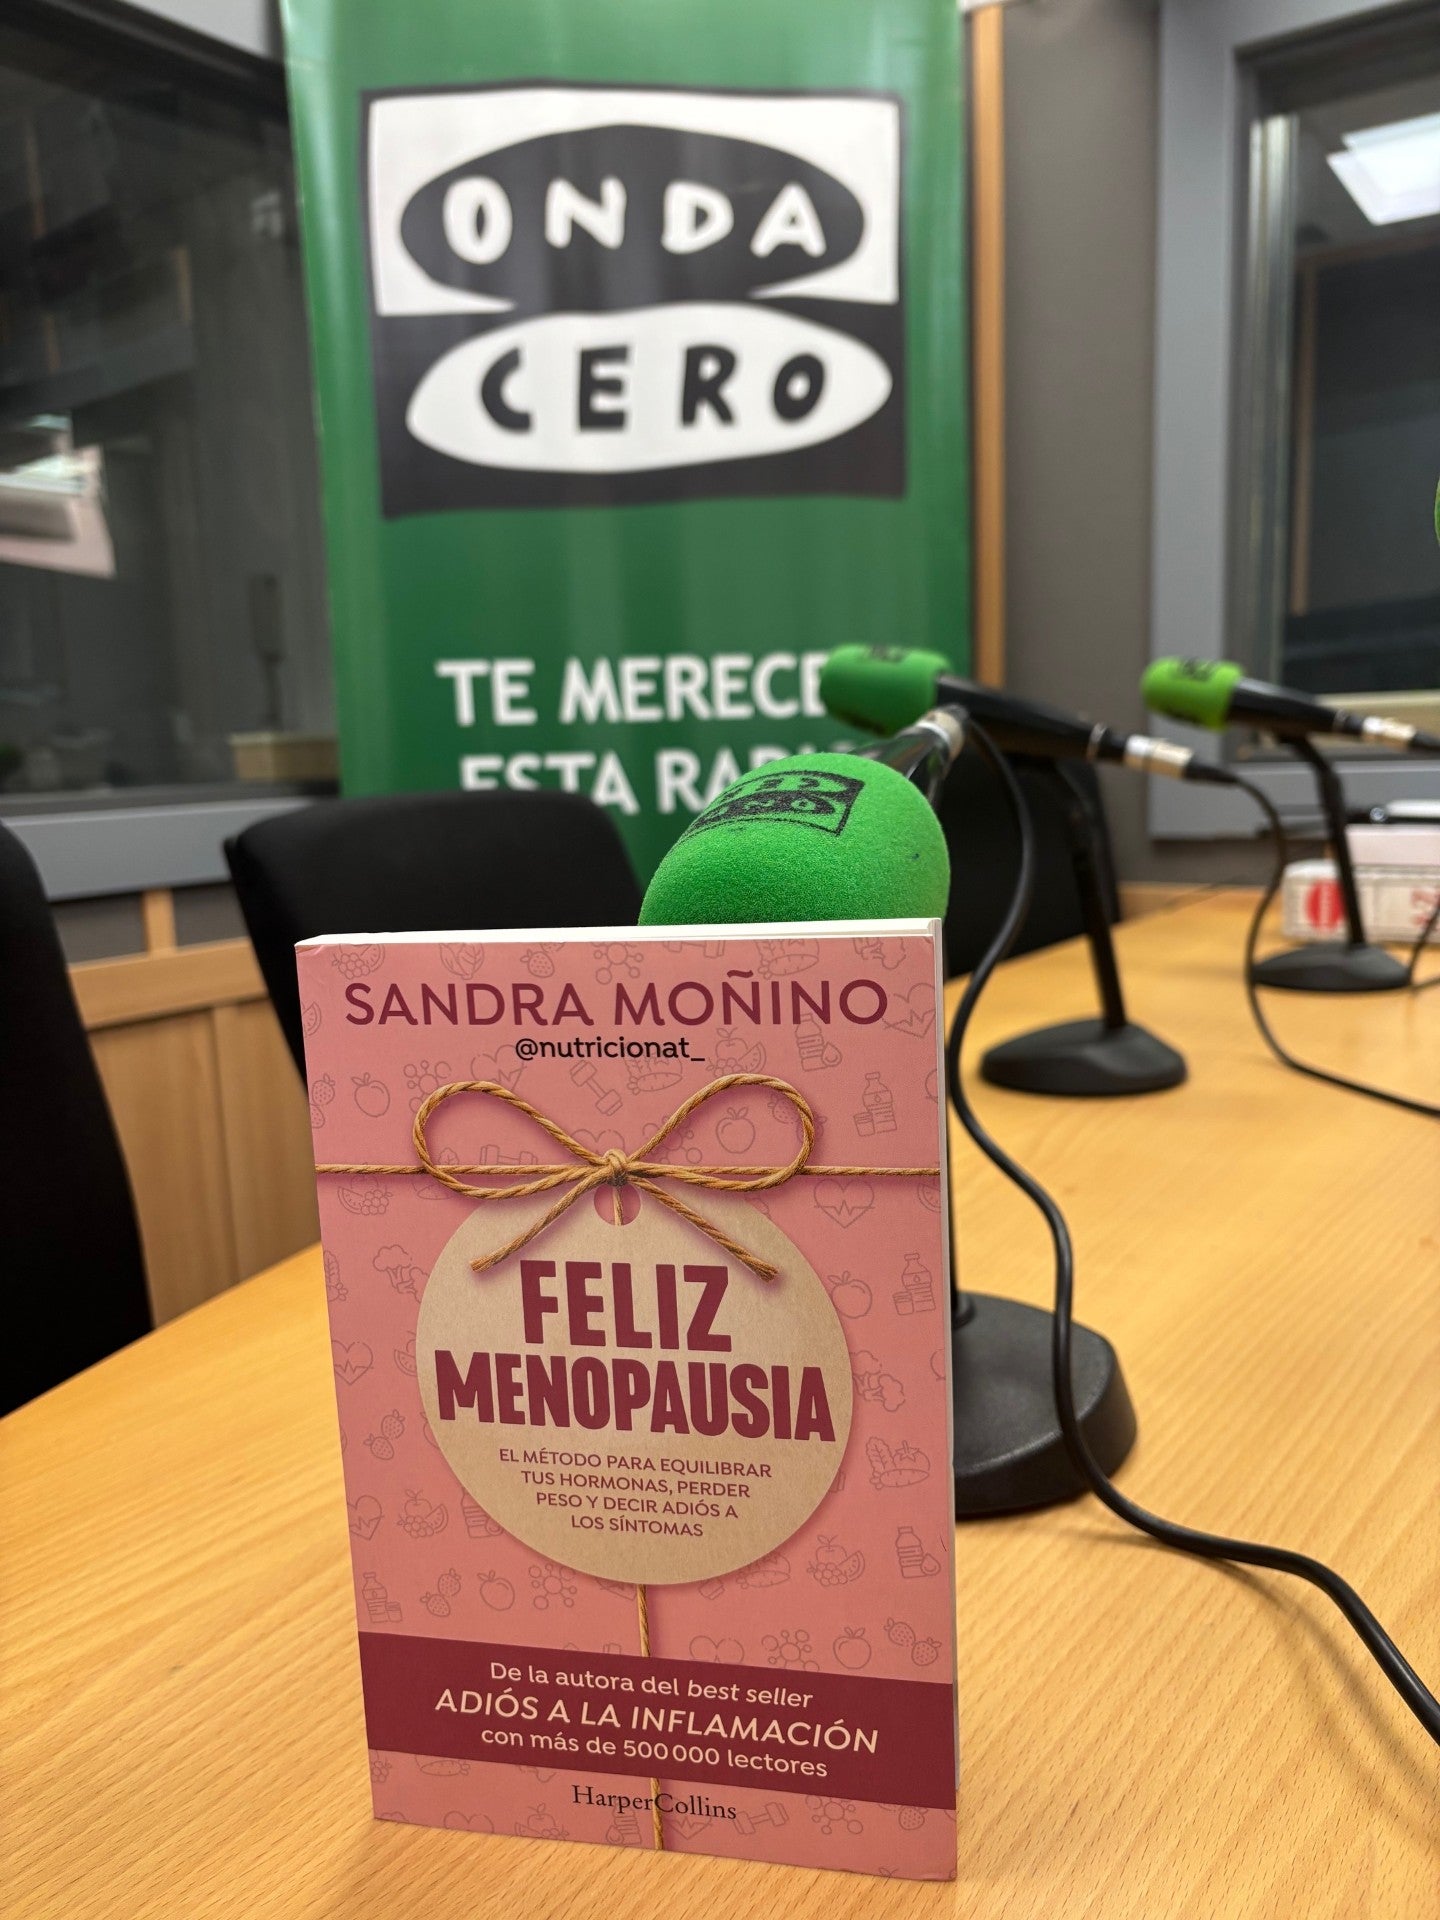 ONDA
CERO
TE MERECE
ESTA
SANDRA MOÑINO
@nutricionat_
FELIZ
MENOPAUSIA
EL MÉTODO PARA EQUILIBRAR
TUS HORMONAS, PERDER
PESO Y DECIR ADIÓS A
LOS SÍNTOMAS
De la autora del best seller
ADIÓS A LA INFLAMACIÓN
con más de 500 000 lectores
HarperCollins